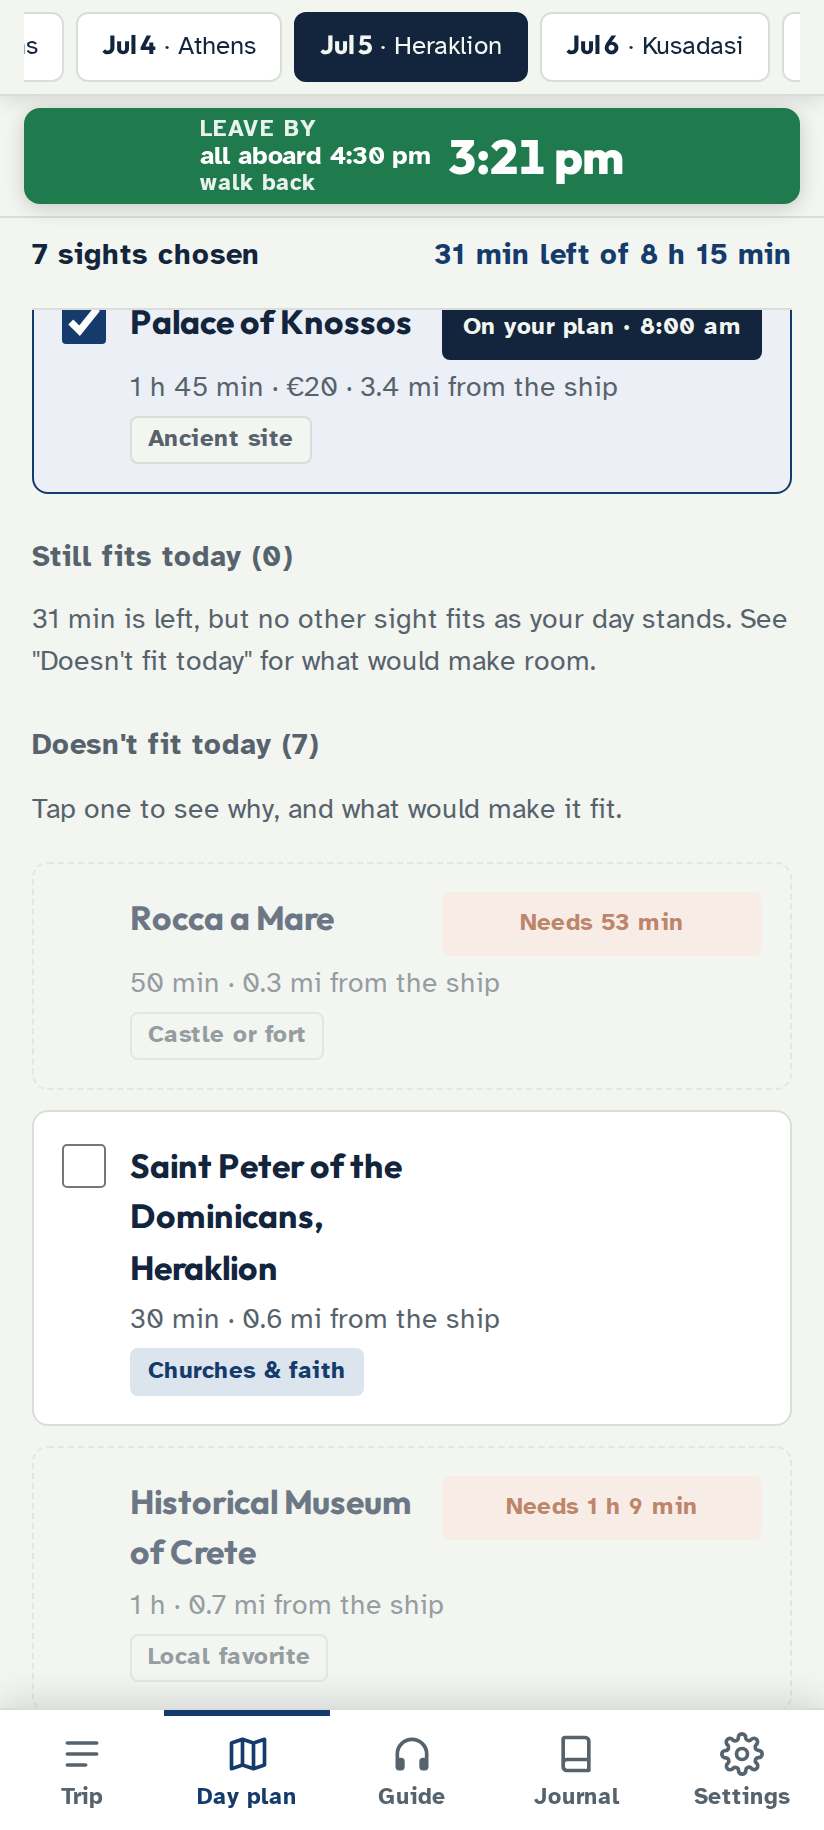 s
Jul 4 · Athens
Jul 5 · Heraklion
Jul 6 · Kusadasi
LEAVE BY
all aboard 4:30 pm
walk back
3:21 pm
7 sights chosen
31 min left of 8 h 15 min
Palace of Knossos
On your plan · 8:00 am
1 h 45 min · €20 · 3.4 mi from the ship
Ancient site
Still fits today (0)
31 min is left, but no other sight fits as your day stands. See
"Doesn't fit today" for what would make room.
Doesn't fit today (7)
Tap one to see why, and what would make it fit.
Rocca a Mare
Needs 53 min
50 min · 0.3 mi from the ship
Castle or fort
Saint Peter of the
Dominicans,
Heraklion
30 min · 0.6 mi from the ship
Churches & faith
Historical Museum
of Crete
Needs 1 h 9 min
1 h · 0.7 mi from the ship
Local favorite
Trip
Day plan
Guide
Journal
Settings